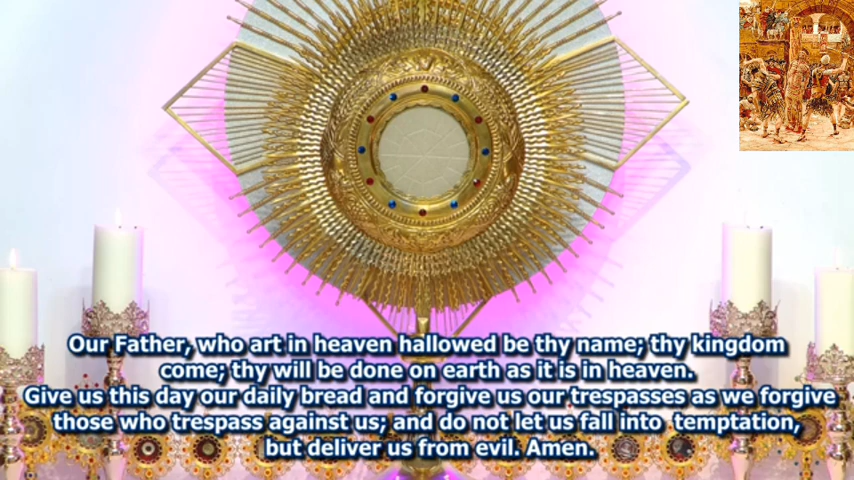 Our Father, who art in heaven hallowed be thy name; thy kingdom
come; thy will be done on earth as it is in heaven.
Give us this day our daily bread and forgive us our trespasses as we forgive
those who trespass against us; and do not let us fall into temptation,
but deliver us from evil. Amen.